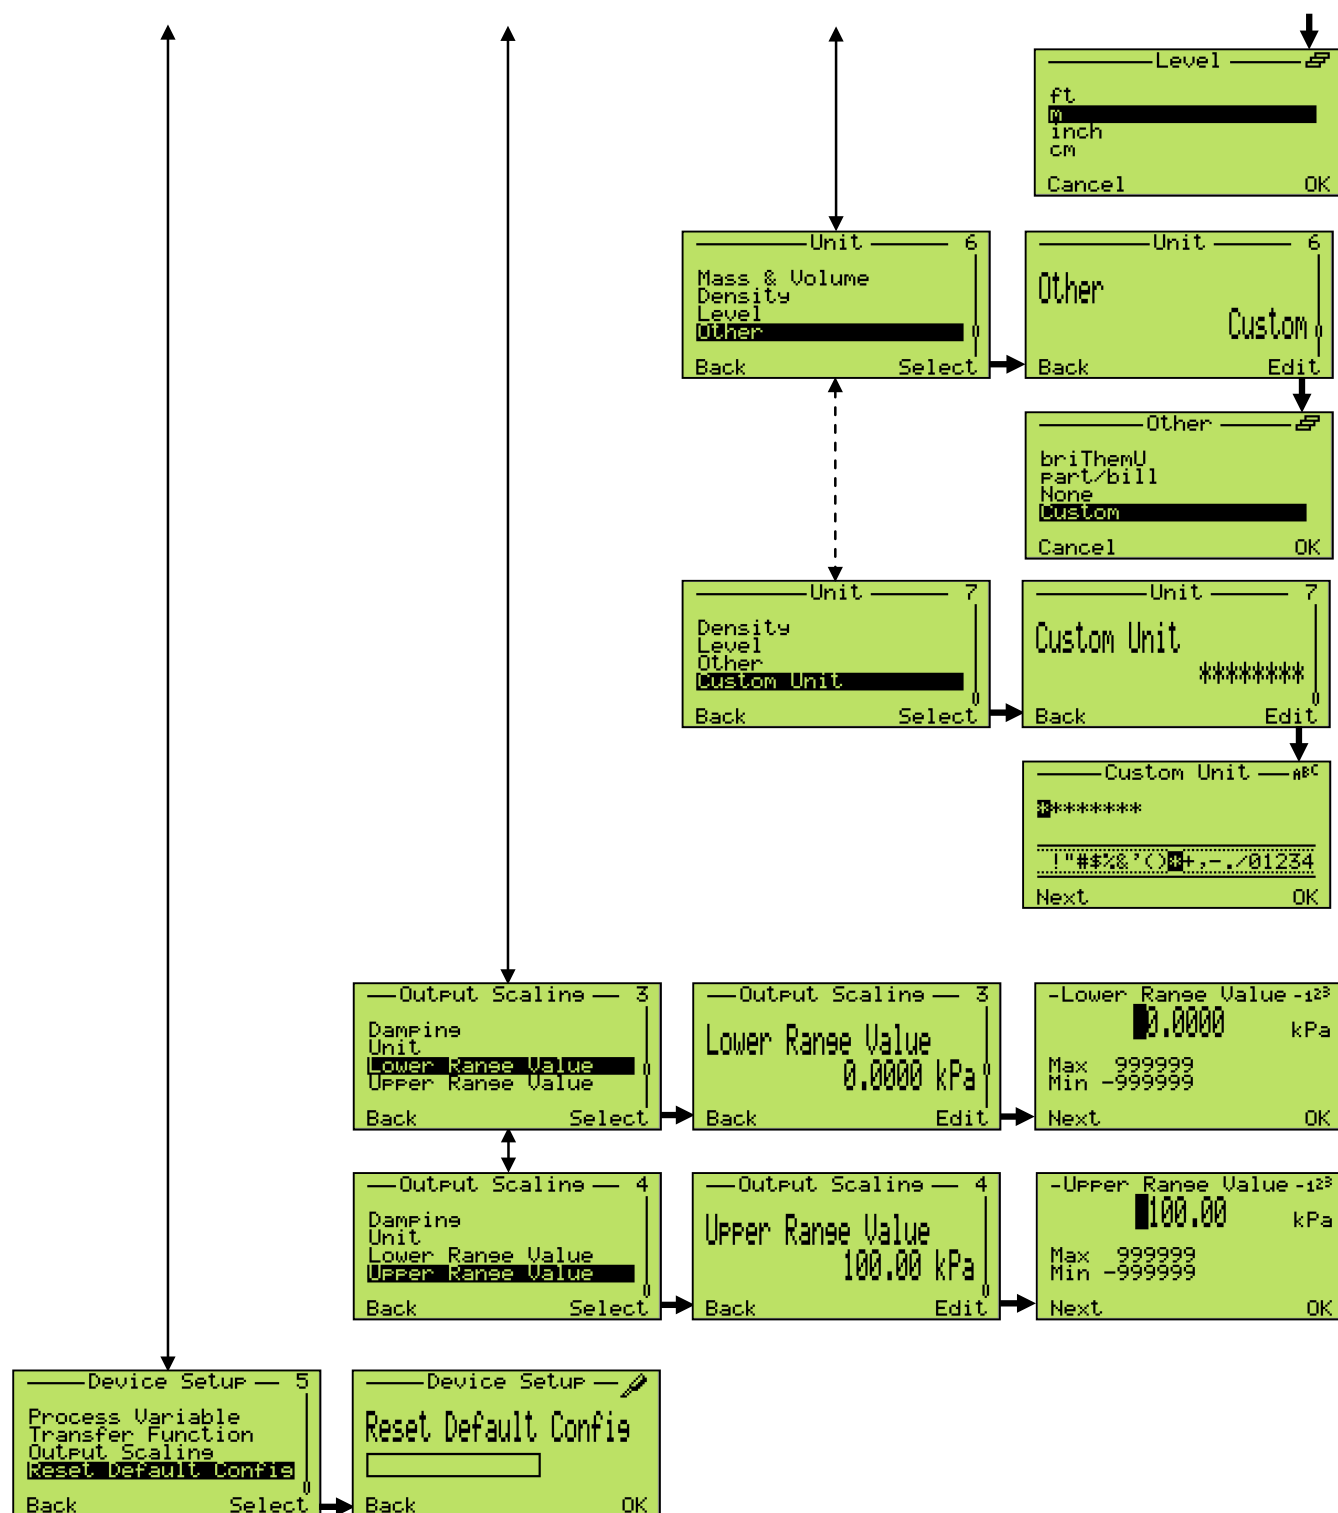 Level
ft
m
inch
cm
Cancel OK
Unit 6
Mass & Volume
Density
Level
Other
Back Select
Unit 6
Other
Custom
Back Edit
Other
briThemU
part/bill
None
Custom
Cancel OK
Unit 7
Density
Level
Other
Custom Unit
Back Select
Unit 7
Custom Unit
********
Back Edit
Custom Unit ABC
********
!"#$%&'()*+,-./01234
Next OK
Output Scaling 3
Damping
Unit
Lower Range Value
Upper Range Value
Back Select
Output Scaling 3
Lower Range Value
0.0000 kPa
Back Edit
Lower Range Value 123
0.0000 kPa
Max 999999
Min -999999
Next OK
Output Scaling 4
Damping
Unit
Lower Range Value
Upper Range Value
Back Select
Output Scaling 4
Upper Range Value
100.00 kPa
Back Edit
Upper Range Value 123
100.00 kPa
Max 999999
Min -999999
Next OK
Device Setup 5
Process Variable
Transfer Function
Output Scaling
Reset Default Config
Back Select
Device Setup
Reset Default Config
Back OK